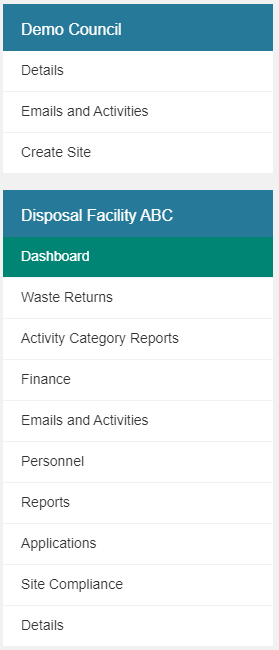 Demo Council
Details
Emails and Activities
Create Site
Disposal Facility ABC
Dashboard
Waste Returns
Activity Category Reports
Finance
Emails and Activities
Personnel
Reports
Applications
Site Compliance
Details